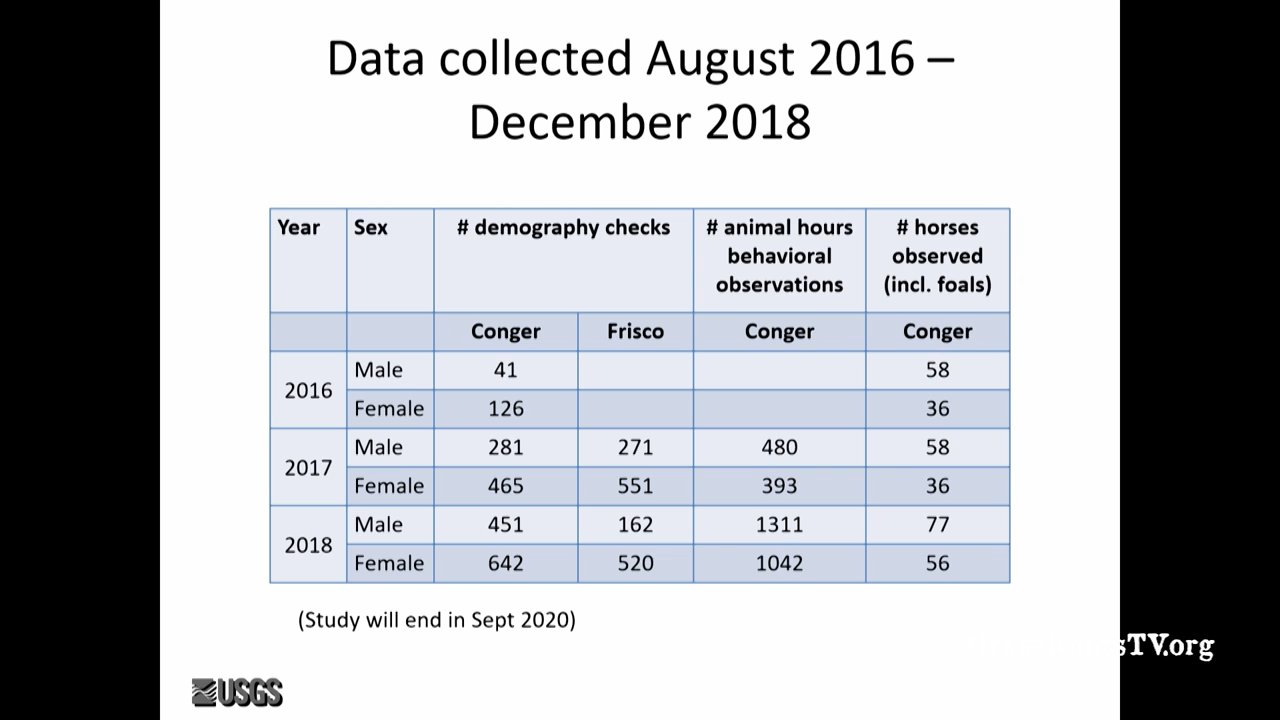 Data collected August 2016 –
December 2018
Year Sex # demography checks # animal hours behavioral observations # horses observed (incl. foals)
Conger Frisco Conger Conger
2016 Male 41 58
Female 126 36
2017 Male 281 271 480 58
Female 465 551 393 36
2018 Male 451 162 1311 77
Female 642 520 1042 56
(Study will end in Sept 2020)
sTV.org
USGS